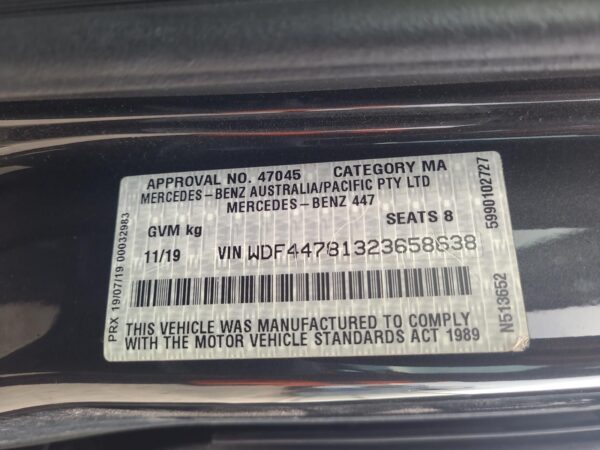 APPROVAL NO. 47045 CATEGORY MA
MERCEDES-BENZ AUSTRALIA/PACIFIC PTY LTD
MERCEDES-BENZ 447
GVM kg SEATS 8
11/19 VIN WDF44781323658638
THIS VEHICLE WAS MANUFACTURED TO COMPLY
WITH THE MOTOR VEHICLE STANDARDS ACT 1989
PRX 19/07/19 00032983
5990102727
N513652